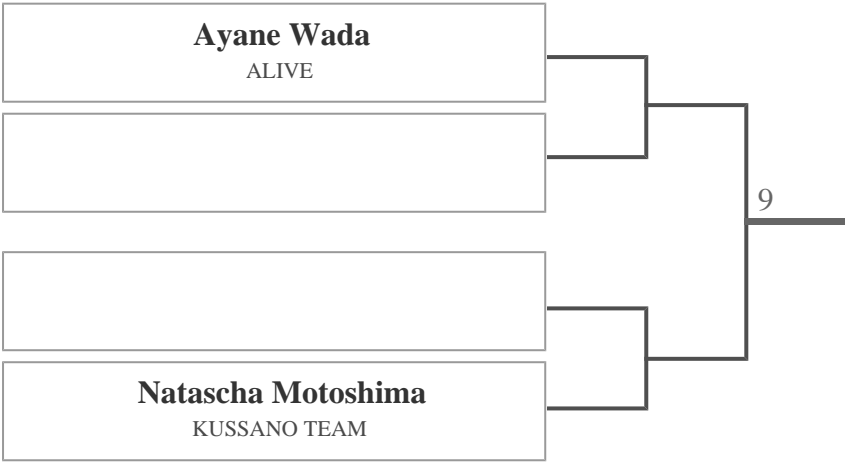 Ayane Wada
ALIVE
9
Natascha Motoshima
KUSSANO TEAM